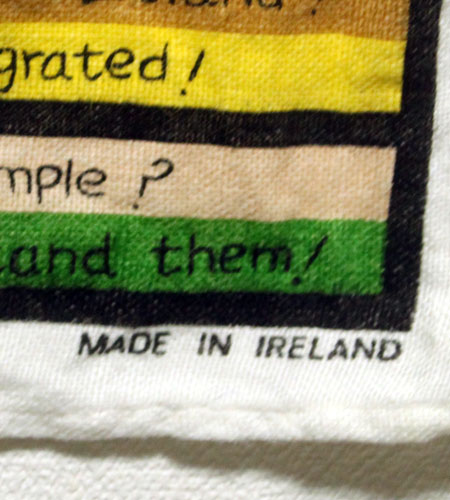 grated!
mple?
and them!
MADE IN IRELAND